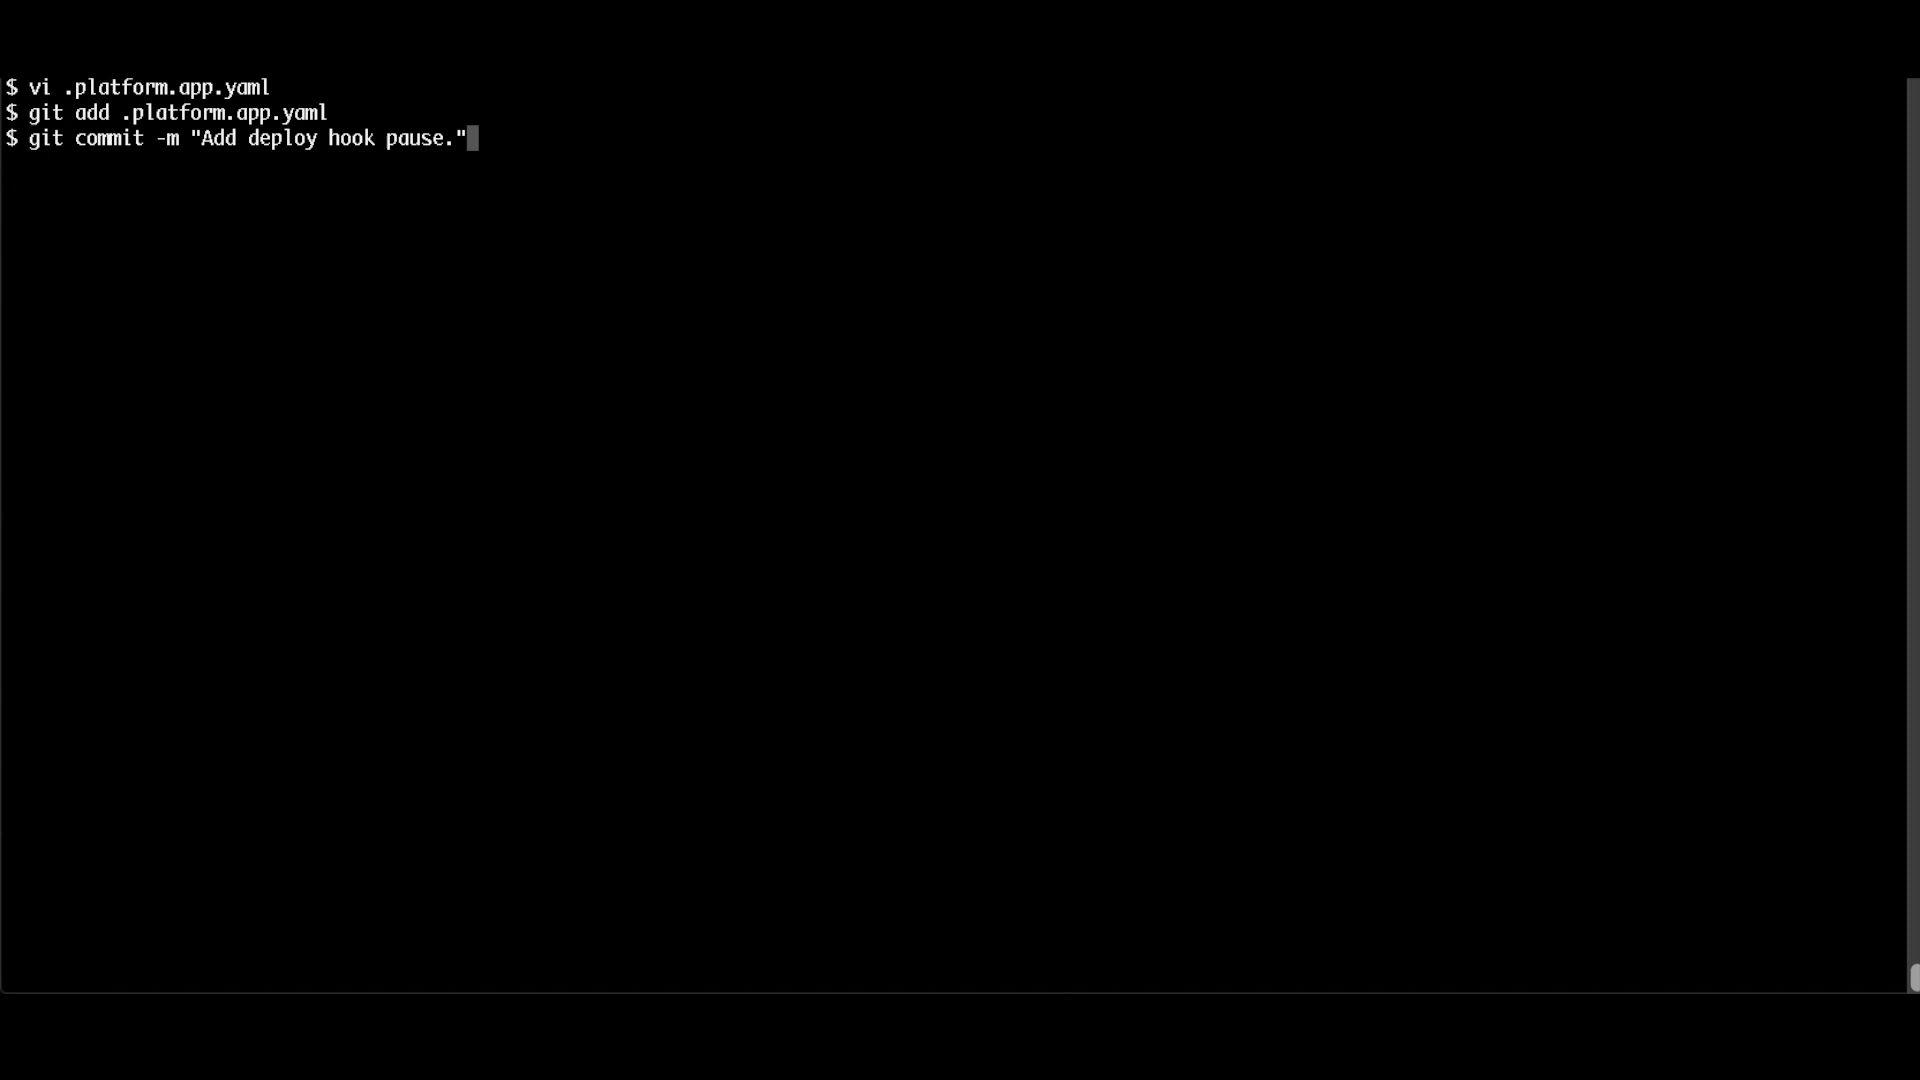 $ vi .platform.app.yaml
$ git add .platform.app.yaml
$ git commit -m "Add deploy hook pause."